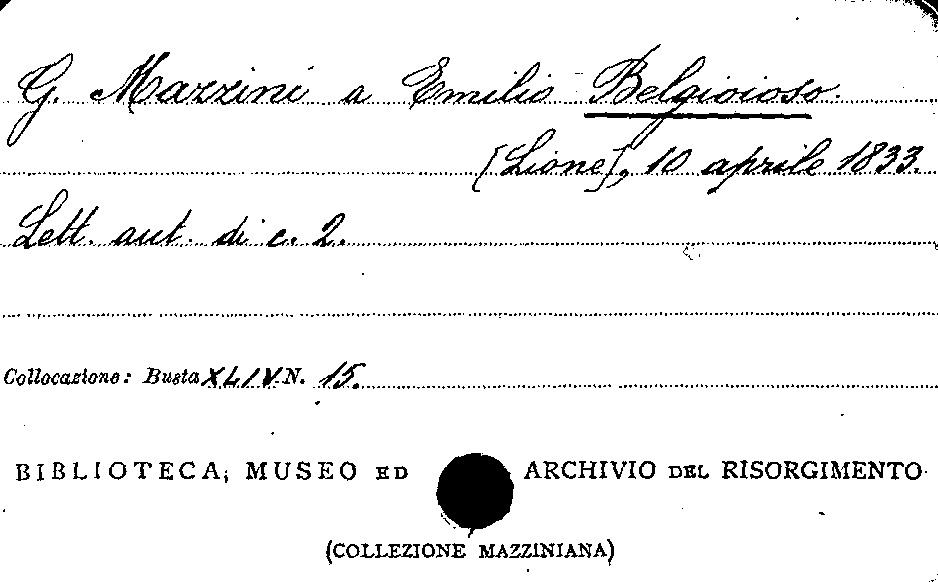 G. Mazzini a Emilio Belgioioso.
[Lione], 10 aprile 1833.
Lett. aut. di c. 2.
Collocazione: Busta XLIV N. 15.
BIBLIOTECA, MUSEO ED ARCHIVIO DEL RISORGIMENTO
(COLLEZIONE MAZZINIANA)